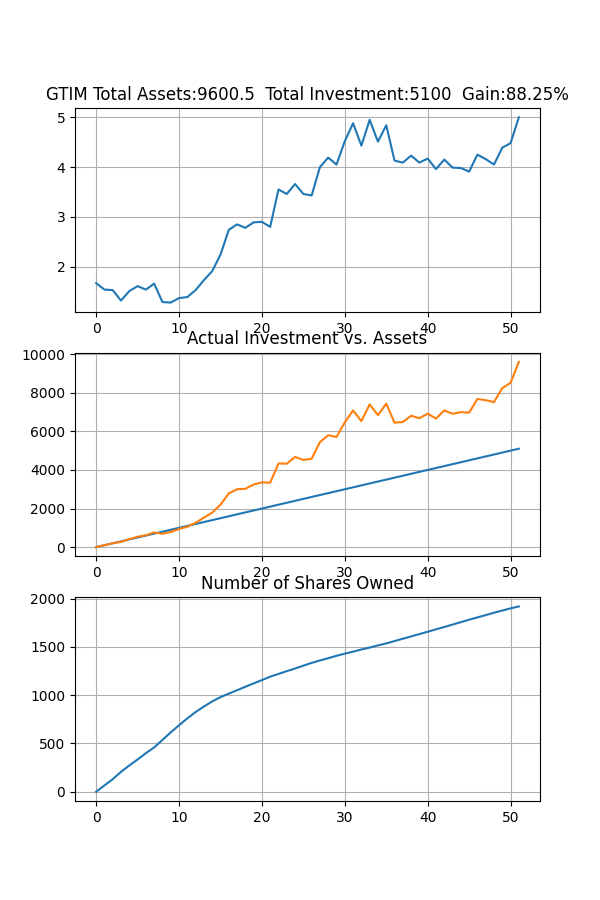 GTIM Total Assets:9600.5  Total Investment:5100  Gain:88.25%
5
4
3
2
0 10 20 30 40 50
Actual Investment vs. Assets
10000
8000
6000
4000
2000
0
0 10 20 30 40 50
Number of Shares Owned
2000
1500
1000
500
0
0 10 20 30 40 50